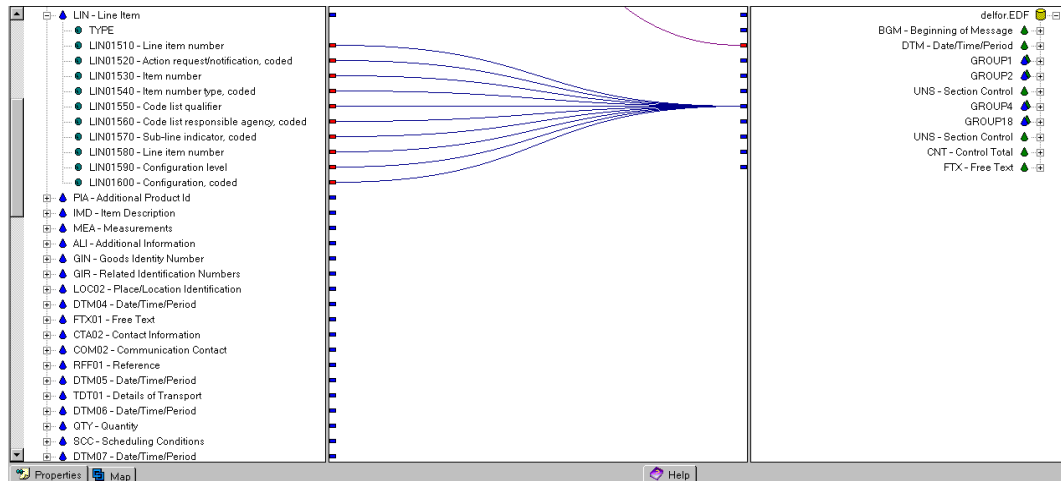 LIN - Line Item
TYPE
LIN01510 - Line item number
LIN01520 - Action request/notification, coded
LIN01530 - Item number
LIN01540 - Item number type, coded
LIN01550 - Code list qualifier
LIN01560 - Code list responsible agency, coded
LIN01570 - Sub-line indicator, coded
LIN01580 - Line item number
LIN01590 - Configuration level
LIN01600 - Configuration, coded
PIA - Additional Product Id
IMD - Item Description
MEA - Measurements
ALI - Additional Information
GIN - Goods Identity Number
GIR - Related Identification Numbers
LOC02 - Place/Location Identification
DTM04 - Date/Time/Period
FTX01 - Free Text
CTA02 - Contact Information
COM02 - Communication Contact
RFF01 - Reference
DTM05 - Date/Time/Period
TDT01 - Details of Transport
DTM06 - Date/Time/Period
QTY - Quantity
SCC - Scheduling Conditions
DTM07 - Date/Time/Period
delfor.EDF
BGM - Beginning of Message
DTM - Date/Time/Period
GROUP1
GROUP2
UNS - Section Control
GROUP4
GROUP18
UNS - Section Control
CNT - Control Total
FTX - Free Text
Properties
Map
Help